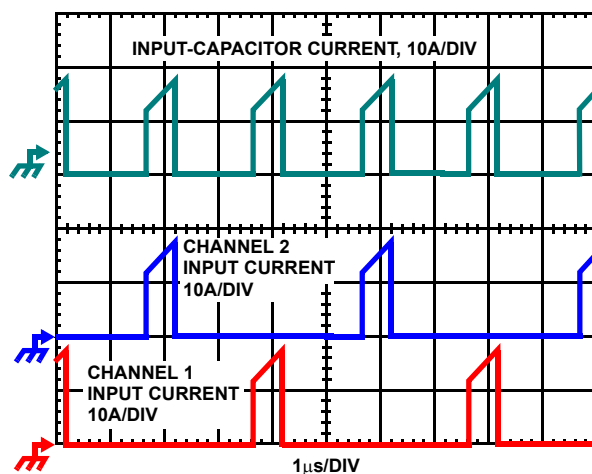 INPUT-CAPACITOR CURRENT, 10A/DIV
CHANNEL 2
INPUT CURRENT
10A/DIV
CHANNEL 1
INPUT CURRENT
10A/DIV
1μs/DIV